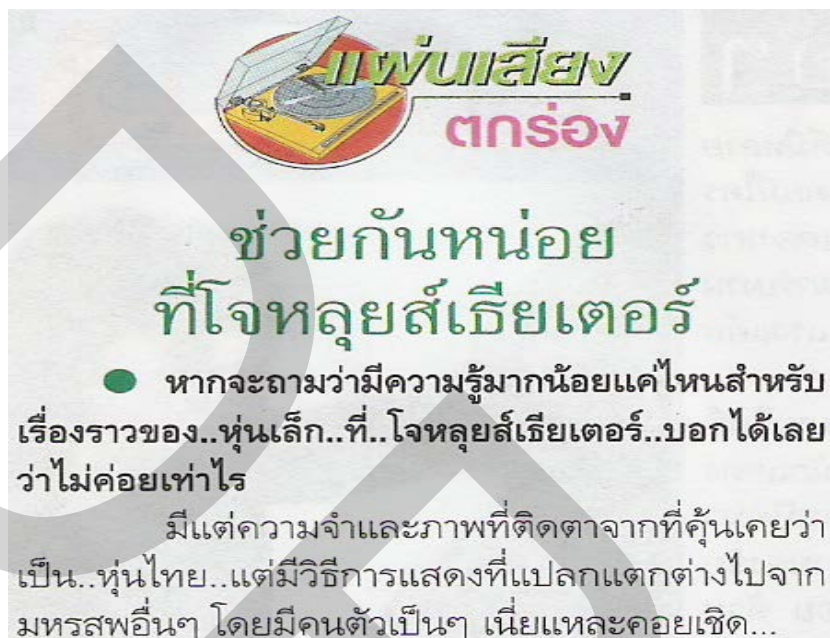 แผ่นเสียง
ตกร่อง
ช่วยกันหน่อย
ที่โจหลุยส์เธียเตอร์
● หากจะถามว่ามีความรู้มากน้อยแค่ไหนสำหรับ
เรื่องราวของ..หุ่นเล็ก..ที่..โจหลุยส์เธียเตอร์..บอกได้เลย
ว่าไม่ค่อยเท่าไร
มีแต่ความจำและภาพที่ติดตาจากที่คุ้นเคยว่า
เป็น..หุ่นไทย..แต่มีวิธีการแสดงที่แปลกแตกต่างไปจาก
มหรสพอื่นๆ โดยมีคนตัวเป็นๆ เนี่ยแหละคอยเชิด...